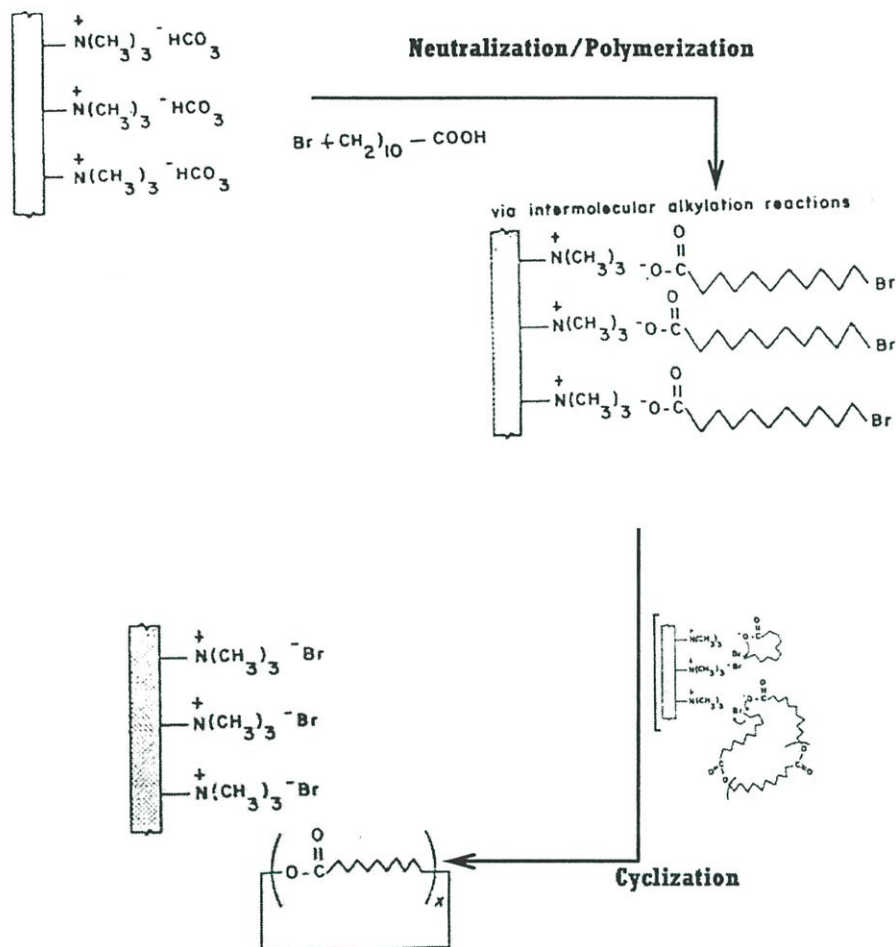 +
N(CH3)3 ⁻HCO3
+
N(CH3)3 ⁻HCO3
+
N(CH3)3 ⁻HCO3
Neutralization/Polymerization
Br(CH2)10 — COOH
via intermolecular alkylation reactions
+
N(CH3)3 ⁻O-C
O
Br
+
N(CH3)3 ⁻O-C
O
Br
+
N(CH3)3 ⁻O-C
O
Br
+
N(CH3)3 ⁻Br
+
N(CH3)3 ⁻Br
+
N(CH3)3 ⁻Br
O
O-C
x
Cyclization